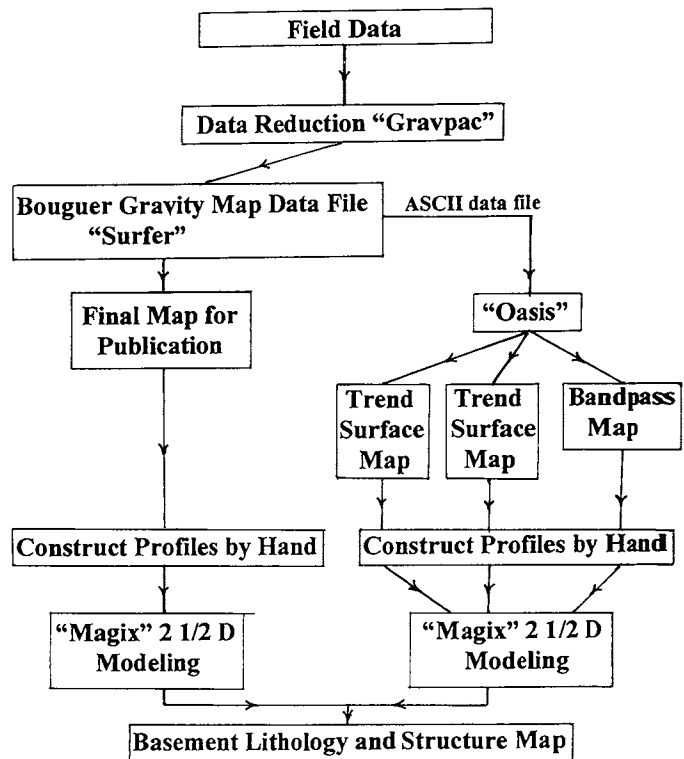 Field Data
Data Reduction “Gravpac”
Bouguer Gravity Map Data File
“Surfer”
ASCII data file
Final Map for
Publication
“Oasis”
Trend
Surface
Map
Trend
Surface
Map
Bandpass
Map
Construct Profiles by Hand
Construct Profiles by Hand
“Magix” 2 1/2 D
Modeling
“Magix” 2 1/2 D
Modeling
Basement Lithology and Structure Map